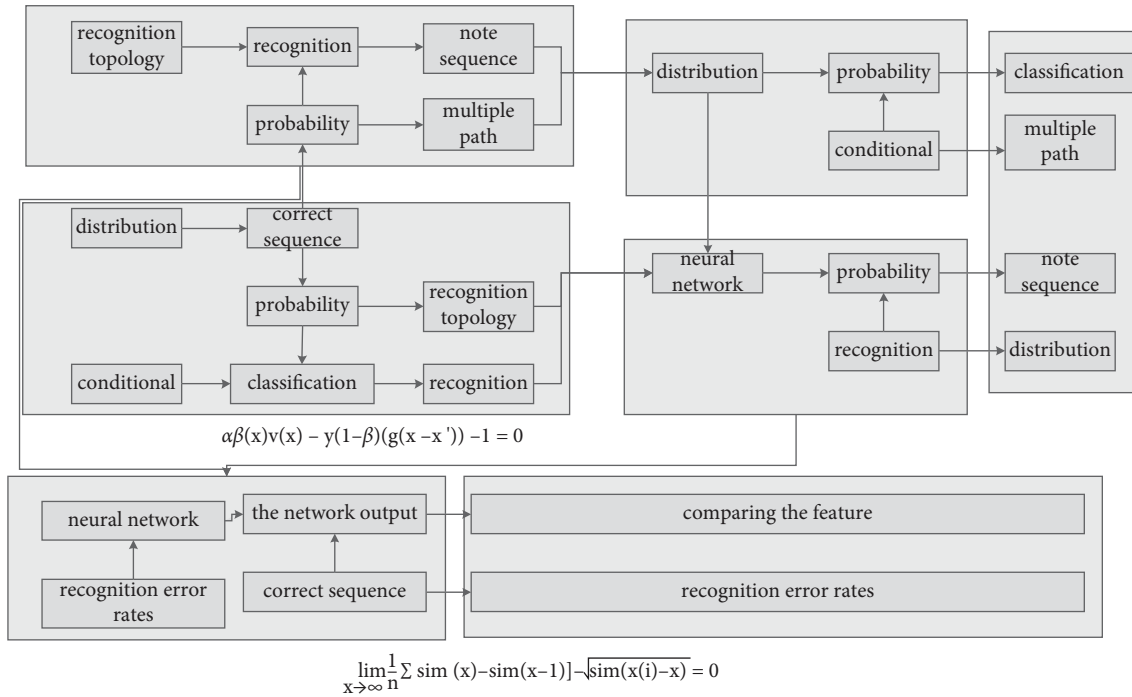 recognition
topology
recognition
note
sequence
probability
multiple
path
distribution
probability
conditional
classification
multiple
path
distribution
correct
sequence
probability
recognition
topology
conditional
classification
recognition
neural
network
probability
recognition
note
sequence
distribution
αβ(x)v(x) – y(1–β)(g(x –x ')) –1 = 0
neural network
the network output
recognition error
rates
correct sequence
comparing the feature
recognition error rates
lim 1/n Σ sim (x)–sim(x–1)]–√sim(x(i)–x) = 0
x→∞